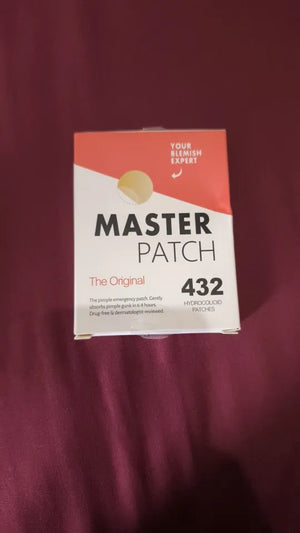 YOUR
BLEMISH
EXPERT
MASTER
PATCH
The Original
The pimple emergency patch. Gently
absorbs pimple gunk in 6-8 hours.
Drug-free & dermatologist-reviewed.
432
HYDROCOLLOID
PATCHES